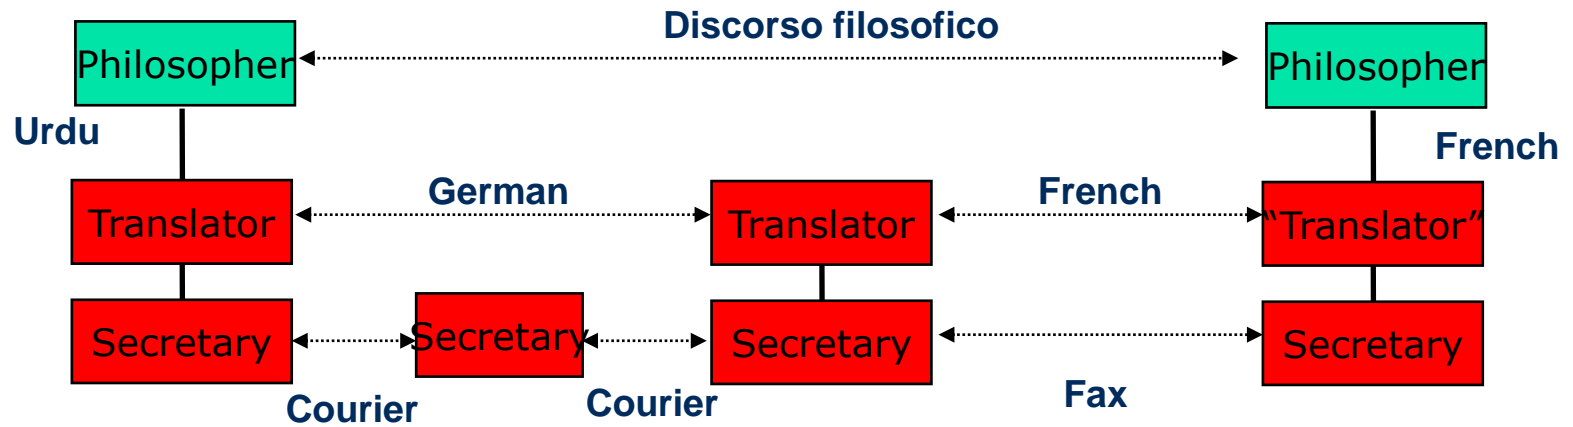 Discorso filosofico
Philosopher
Philosopher
Urdu
French
German
French
Translator
Translator
“Translator”
Secretary
Secretary
Secretary
Secretary
Courier
Courier
Fax